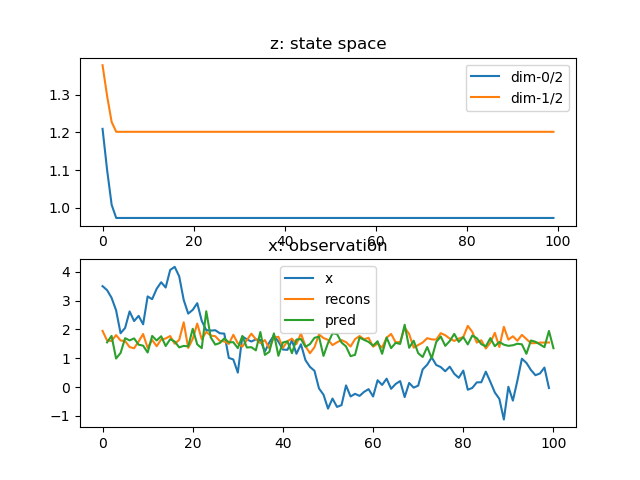 z: state space
dim-0/2
dim-1/2
1.3
1.2
1.1
1.0
0 20 40 60 80 100
x: observation
x
recons
pred
4
3
2
1
0
−1
0 20 40 60 80 100